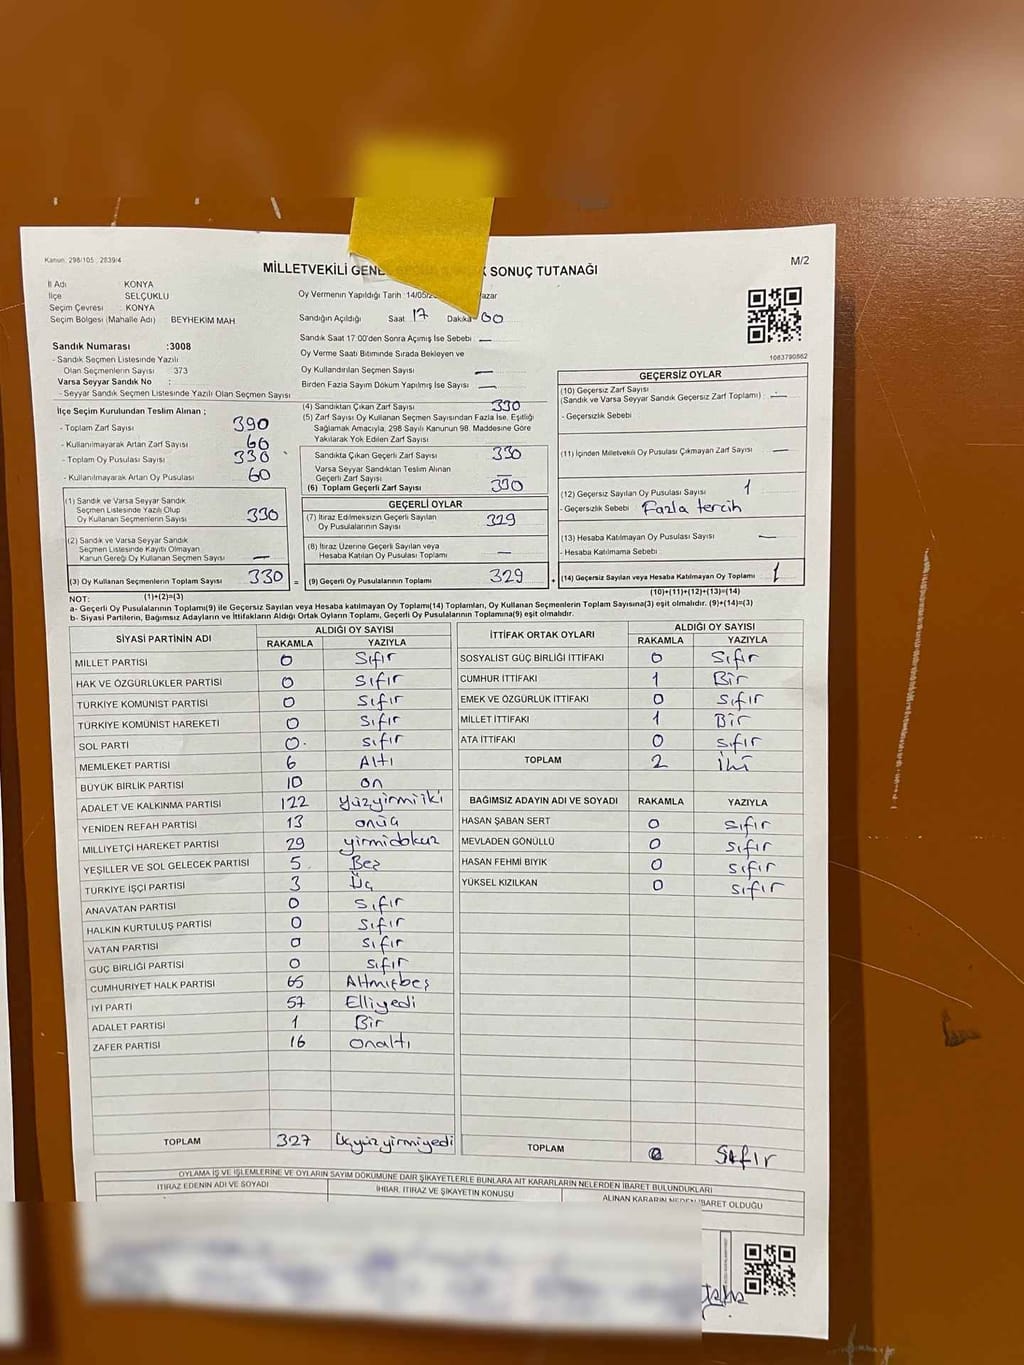 Kanun: 298/105 ; 2839/4
MİLLETVEKİLİ GENE SONUÇ TUTANAĞI
M/2
İl Adı : KONYA
İlçe : SELÇUKLU
Seçim Çevresi : KONYA
Seçim Bölgesi (Mahalle Adı) : BEYHEKİM MAH
Oy Vermenin Yapıldığı Tarih : 14/05/2 azar
Sandığın Açıldığı Saat 17 Dakika 00
Sandık Saat 17.00'den Sonra Açımış İse Sebebi : —
Oy Verme Saati Bitiminde Sırada Bekleyen ve
Oy Kullandırılan Seçmen Sayısı —
Birden Fazla Sayım Döküm Yapılmış İse Sayısı : —
Sandık Numarası :3008
- Sandık Seçmen Listesinde Yazılı
Olan Seçmenlerin Sayısı : 373
Varsa Seyyar Sandık No :
- Seyyar Sandık Seçmen Listesinde Yazılı Olan Seçmen Sayısı
İlçe Seçim Kurulundan Teslim Alınan ;
- Toplam Zarf Sayısı 390
- Kullanılmayarak Artan Zarf Sayısı 60
- Toplam Oy Pusulası Sayısı 330
- Kullanılmayarak Artan Oy Pusulası 60
(1) Sandık ve Varsa Seyyar Sandık
Seçmen Listesinde Yazılı Olup
Oy Kullanan Seçmenlerin Sayısı 330
(2) Sandık ve Varsa Seyyar Sandık
Seçmen Listesinde Kayıtlı Olmayan
Kanun Gereği Oy Kullanan Seçmen Sayısı —
(3) Oy Kullanan Seçmenlerin Toplam Sayısı 330 =
(4) Sandıktan Çıkan Zarf Sayısı 330
(5) Zarf Sayısı Oy Kullanan Seçmen Sayısından Fazla İse, Eşitliği
Sağlamak Amacıyla, 298 Sayılı Kanunun 98. Maddesine Göre
Yakılarak Yok Edilen Zarf Sayısı
Sandıkta Çıkan Geçerli Zarf Sayısı 330
Varsa Seyyar Sandıktan Teslim Alınan
Geçerli Zarf Sayısı —
(6) Toplam Geçerli Zarf Sayısı 330
GEÇERLİ OYLAR
(7) İtiraz Edilmeksizin Geçerli Sayılan
Oy Pusulalarının Sayısı 329
(8) İtiraz Üzerine Geçerli Sayılan veya
Hesaba Katılan Oy Pusulası Toplamı —
(9) Geçerli Oy Pusulalarının Toplamı 329 +
1063790862
GEÇERSİZ OYLAR
(10) Geçersiz Zarf Sayısı
(Sandık ve Varsa Seyyar Sandık Geçersiz Zarf Toplamı) : —
- Geçersizlik Sebebi
(11) İçinden Milletvekili Oy Pusulası Çıkmayan Zarf Sayısı —
(12) Geçersiz Sayılan Oy Pusulası Sayısı 1
- Geçersizlik Sebebi Fazla tercih
(13) Hesaba Katılmayan Oy Pusulası Sayısı —
- Hesaba Katılmama Sebebi
(14) Geçersiz Sayılan veya Hesaba Katılmayan Oy Toplamı 1
(10)+(11)+(12)+(13)=(14)
NOT: (1)+(2)=(3)
a- Geçerli Oy Pusulalarının Toplamı(9) ile Geçersiz Sayılan veya Hesaba katılmayan Oy Toplamı(14) Toplamları, Oy Kullanan Seçmenlerin Toplam Sayısına(3) eşit olmalıdır. (9)+(14)=(3)
b- Siyasi Partilerin, Bağımsız Adayların ve İttifakların Aldığı Ortak Oyların Toplamı, Geçerli Oy Pusulalarının Toplamına(9) eşit olmalıdır.
SİYASİ PARTİNİN ADI ALDIĞI OY SAYISI
RAKAMLA YAZIYLA
MİLLET PARTİSİ 0 Sıfır
HAK VE ÖZGÜRLÜKLER PARTİSİ 0 Sıfır
TÜRKİYE KOMÜNİST PARTİSİ 0 Sıfır
TÜRKİYE KOMÜNİST HAREKETİ 0 Sıfır
SOL PARTİ 0. sıfır
MEMLEKET PARTİSİ 6 Altı
BÜYÜK BİRLİK PARTİSİ 10 on
ADALET VE KALKINMA PARTİSİ 122 yüzyirmiiki
YENİDEN REFAH PARTİSİ 13 onüç
MİLLİYETÇİ HAREKET PARTİSİ 29 yirmidokuz
YEŞİLLER VE SOL GELECEK PARTİSİ 5 Beş
TÜRKİYE İŞÇİ PARTİSİ 3 Üç
ANAVATAN PARTİSİ 0 sıfır
HALKIN KURTULUŞ PARTİSİ 0 sıfır
VATAN PARTİSİ 0 sıfır
GÜÇ BİRLİĞİ PARTİSİ 0 sıfır
CUMHURİYET HALK PARTİSİ 65 Altmışbeş
İYİ PARTİ 57 Elliyedi
ADALET PARTİSİ 1 Bir
ZAFER PARTİSİ 16 onaltı
TOPLAM 327 Üçyüzyirmiyedi
İTTİFAK ORTAK OYLARI ALDIĞI OY SAYISI
RAKAMLA YAZIYLA
SOSYALİST GÜÇ BİRLİĞİ İTTİFAKI 0 Sıfır
CUMHUR İTTİFAKI 1 Bir
EMEK VE ÖZGÜRLÜK İTTİFAKI 0 sıfır
MİLLET İTTİFAKI 1 Bir
ATA İTTİFAKI 0 sıfır
TOPLAM 2 İki
BAĞIMSIZ ADAYIN ADI VE SOYADI RAKAMLA YAZIYLA
HASAN ŞABAN SERT 0 sıfır
MEVLADEN GÖNÜLLÜ 0 sıfır
HASAN FEHMİ BIYIK 0 sıfır
YÜKSEL KIZILKAN 0 sıfır
TOPLAM 0 Sıfır
OYLAMA İŞ VE İŞLEMLERİNE VE OYLARIN SAYIM DÖKÜMÜNE DAİR ŞİKAYETLERLE BUNLARA AİT KARARLARIN NELERDEN İBARET BULUNDUKLARI
İTİRAZ EDENİN ADI VE SOYADI İHBAR, İTİRAZ VE ŞİKAYETİN KONUSU ALINAN KARARIN NEDEN İBARET OLDUĞU